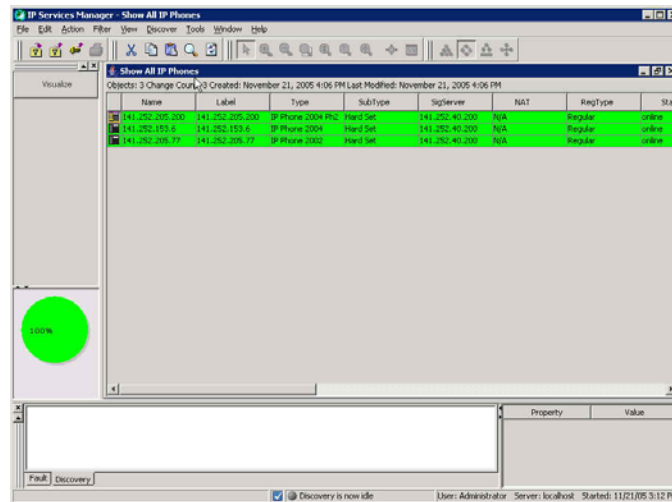 IP Services Manager - Show All IP Phones
File Edit Action Filter View Discover Tools Window Help
Visualize
Show All IP Phones
Objects: 3 Change Count: 3 Created: November 21, 2005 4:06 PM Last Modified: November 21, 2005 4:06 PM
Name Label Type SubType SigServer NAT RegType Sta
141.252.205.200 141.252.205.200 IP Phone 2004 Ph2 Hard Set 141.252.40.200 N/A Regular online
141.252.153.6 141.252.153.6 IP Phone 2004 Hard Set 141.252.40.200 N/A Regular online
141.252.205.77 141.252.205.77 IP Phone 2002 Hard Set 141.252.40.200 N/A Regular online
100%
Property Value
Fault Discovery
Discovery is now idle User: Administrator Server: localhost Started: 11/21/05 3:12 P